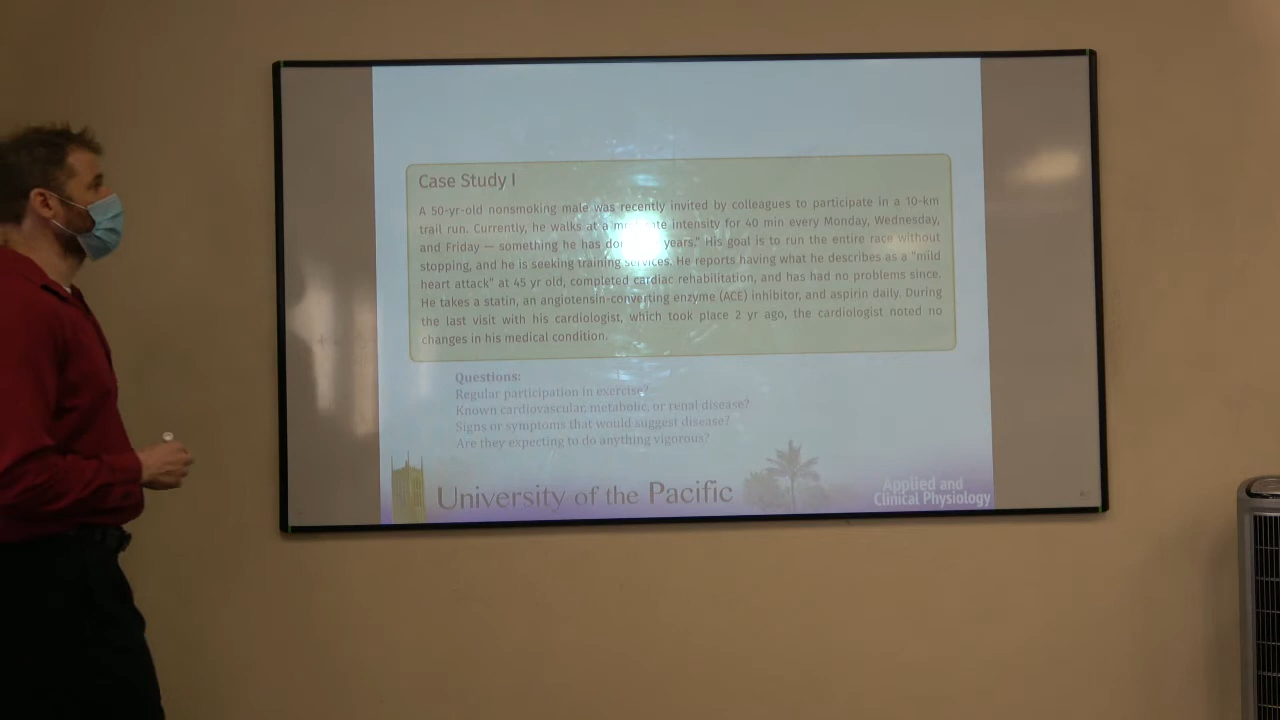 Case Study I
A 50-yr-old nonsmoking male was recently invited by colleagues to participate in a 10-km
trail run. Currently, he walks at a moderate intensity for 40 min every Monday, Wednesday,
and Friday — something he has years." His goal is to run the entire race without
stopping, and he is seeking training services. He reports having what he describes as a "mild
heart attack" at 45 yr old, completed cardiac rehabilitation, and has had no problems since.
He takes a statin, an angiotensin-converting enzyme (ACE) inhibitor, and aspirin daily. During
the last visit with his cardiologist, which took place 2 yr ago, the cardiologist noted no
changes in his medical condition.
Questions:
Regular participation in exercise?
Known cardiovascular, metabolic, or renal disease?
Signs or symptoms that would suggest disease?
Are they expecting to do anything vigorous?
University of the Pacific
Applied and
Clinical Physiology